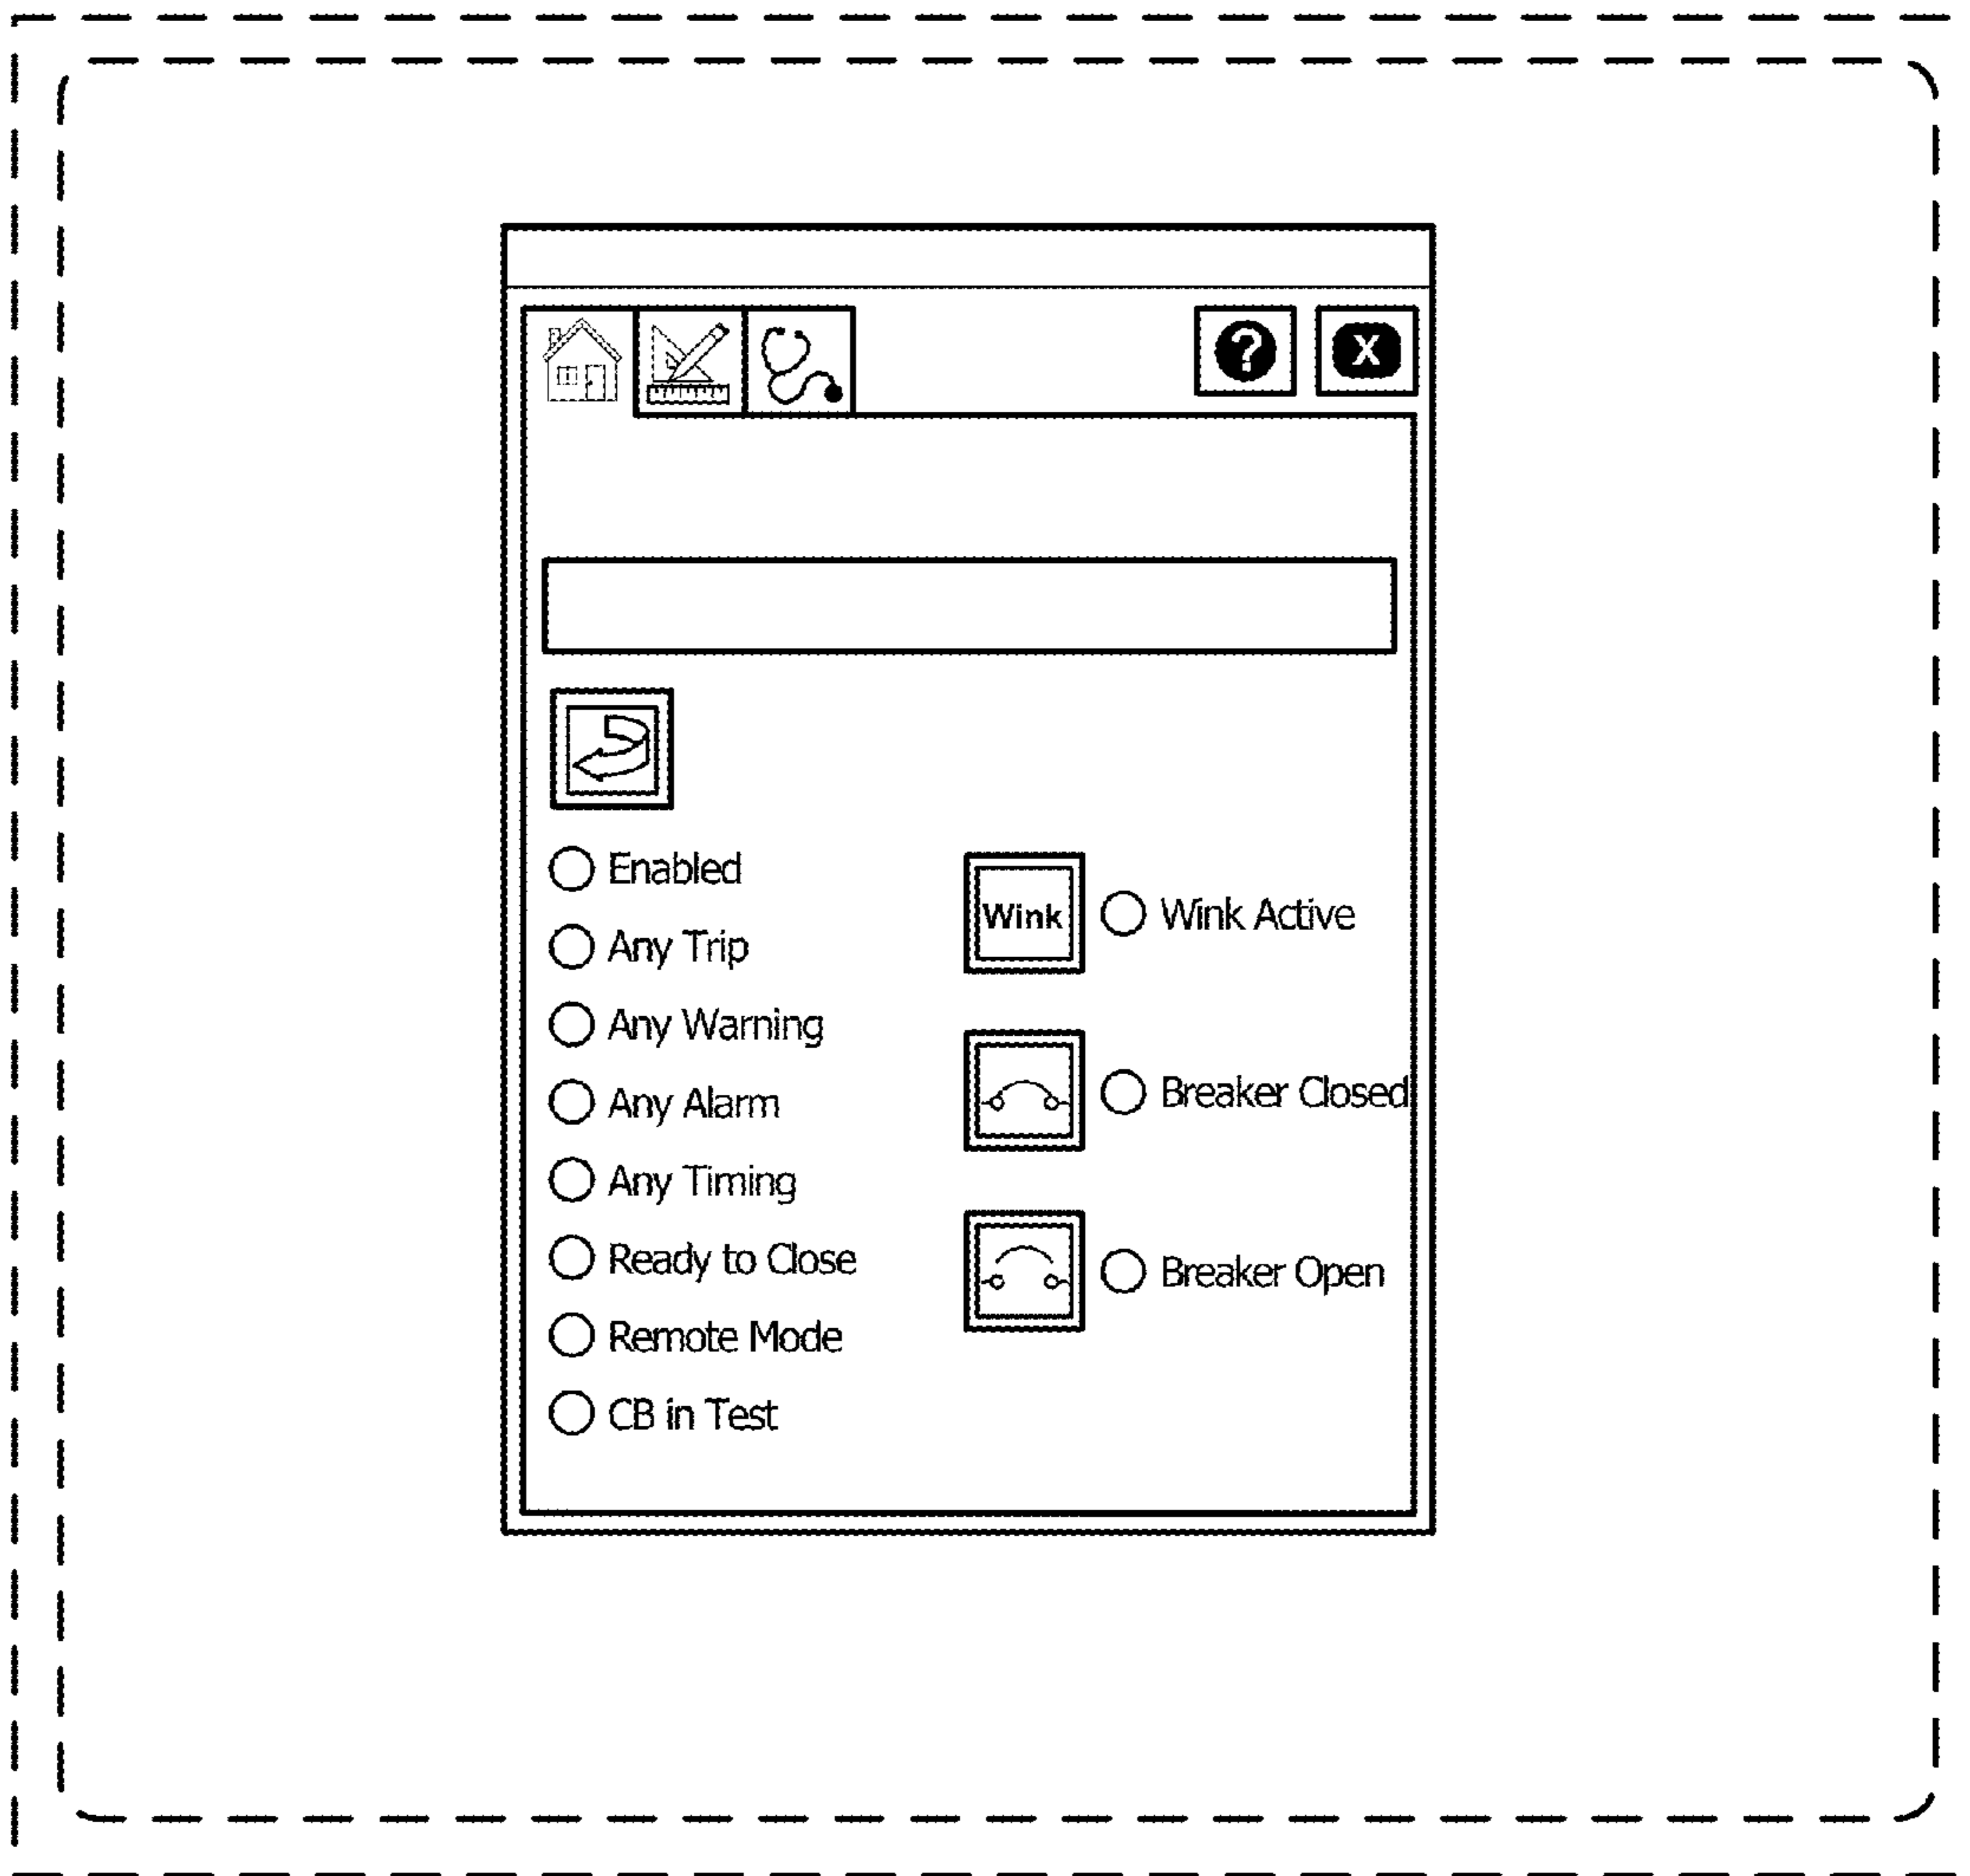 ?
X
Enabled
Any Trip
Any Warning
Any Alarm
Any Timing
Ready to Close
Remote Mode
CB in Test
Wink
Wink Active
Breaker Closed
Breaker Open